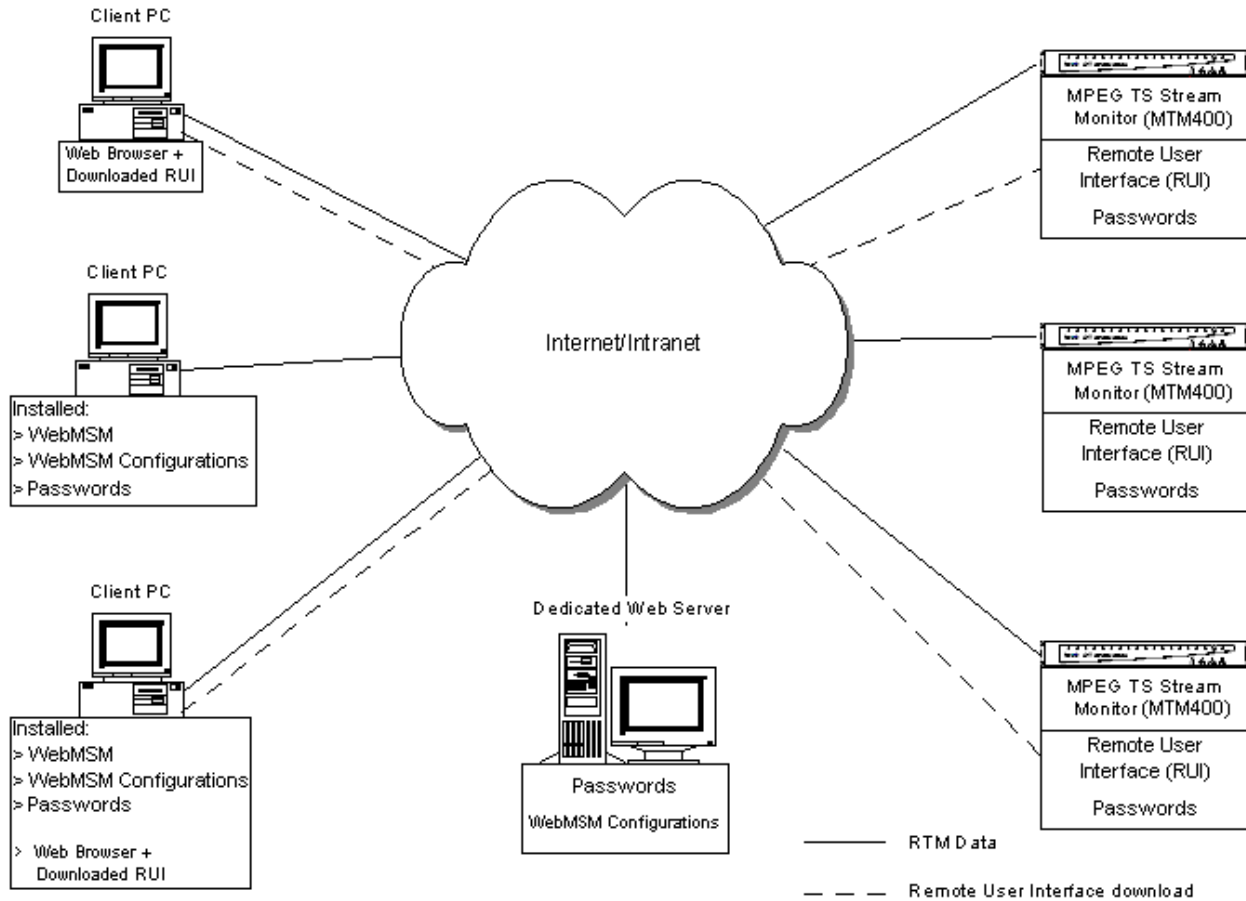 Client PC
Web Browser +
Downloaded RUI
Client PC
Installed:
> WebMSM
> WebMSM Configurations
> Passwords
Client PC
Installed:
> WebMSM
> WebMSM Configurations
> Passwords
> Web Browser +
Downloaded RUI
Internet/Intranet
Dedicated Web Server
Passwords
WebMSM Configurations
MPEG TS Stream
Monitor (MTM400)
Remote User
Interface (RUI)
Passwords
MPEG TS Stream
Monitor (MTM400)
Remote User
Interface (RUI)
Passwords
MPEG TS Stream
Monitor (MTM400)
Remote User
Interface (RUI)
Passwords
RTM Data
Remote User Interface download